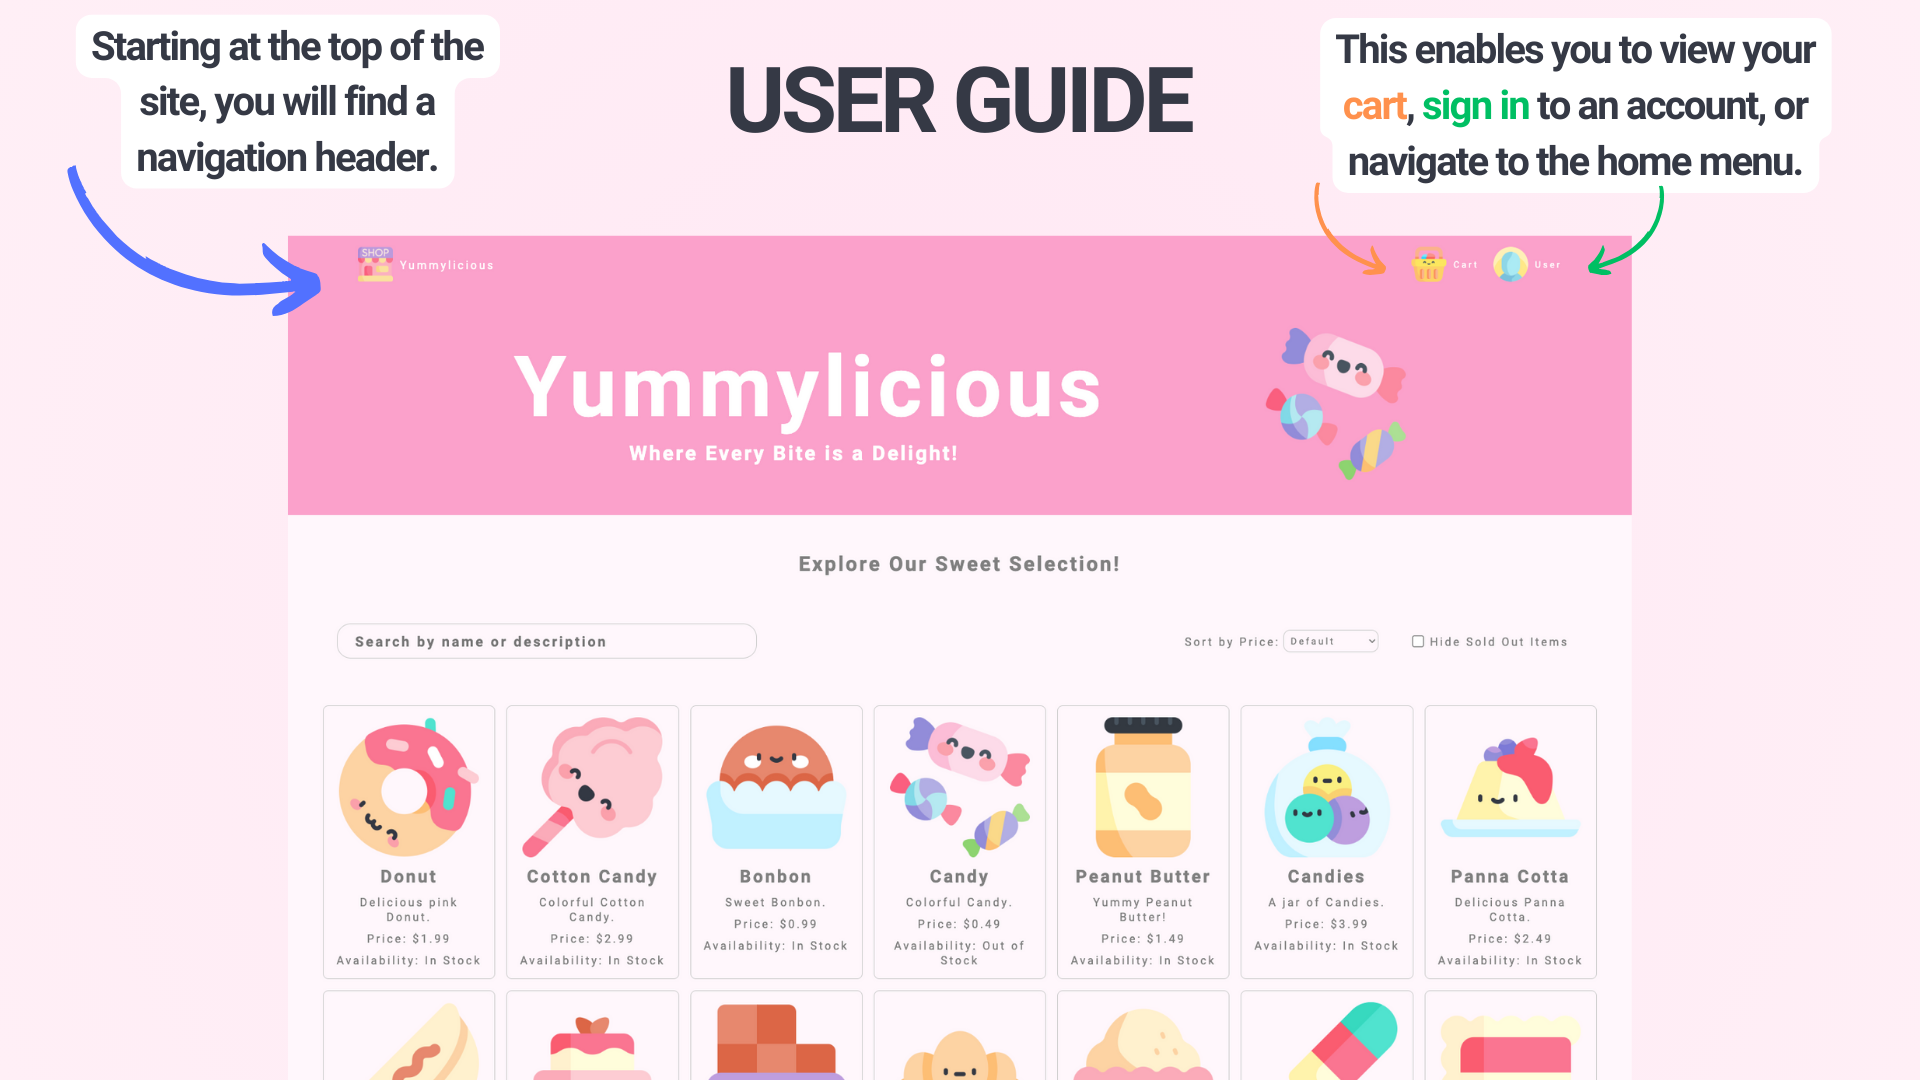 Starting at the top of the
site, you will find a
navigation header.
USER GUIDE
This enables you to view your
cart, sign in to an account, or
navigate to the home menu.
SHOP
Yummylicious
Cart
User
Yummylicious
Where Every Bite is a Delight!
Explore Our Sweet Selection!
Search by name or description
Sort by Price: Default
Hide Sold Out Items
Donut
Delicious pink
Donut.
Price: $1.99
Availability: In Stock
Cotton Candy
Colorful Cotton
Candy.
Price: $2.99
Availability: In Stock
Bonbon
Sweet Bonbon.
Price: $0.99
Availability: In Stock
Candy
Colorful Candy.
Price: $0.49
Availability: Out of
Stock
Peanut Butter
Yummy Peanut
Butter!
Price: $1.49
Availability: In Stock
Candies
A jar of Candies.
Price: $3.99
Availability: In Stock
Panna Cotta
Delicious Panna
Cotta.
Price: $2.49
Availability: In Stock